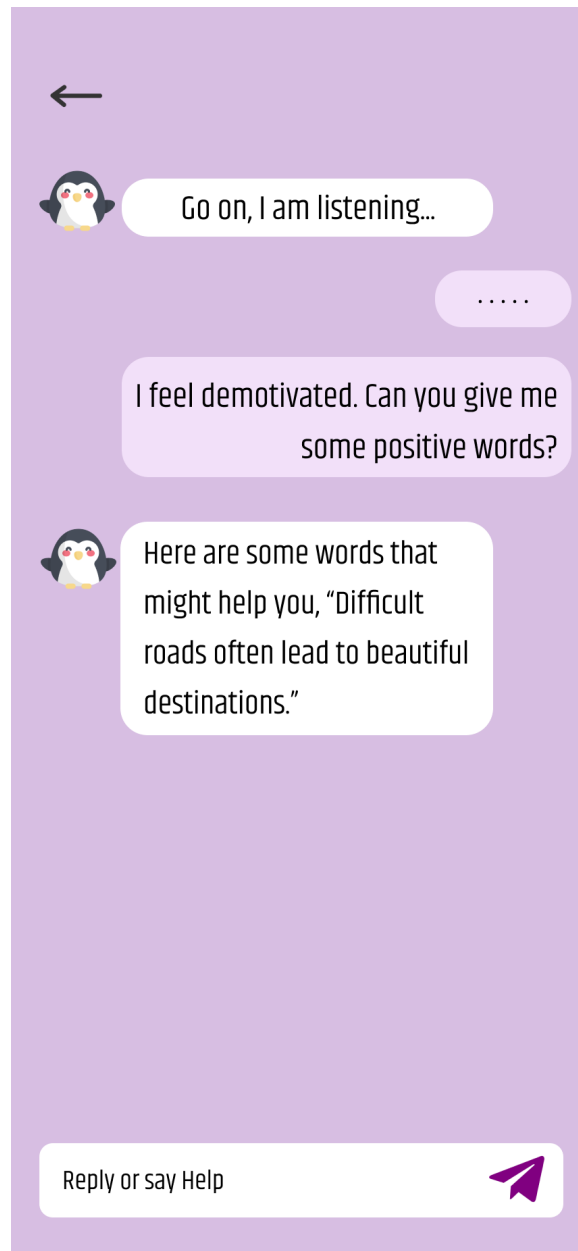 Go on, I am listening...
.....
I feel demotivated. Can you give me
some positive words?
Here are some words that
might help you, “Difficult
roads often lead to beautiful
destinations.”
Reply or say Help